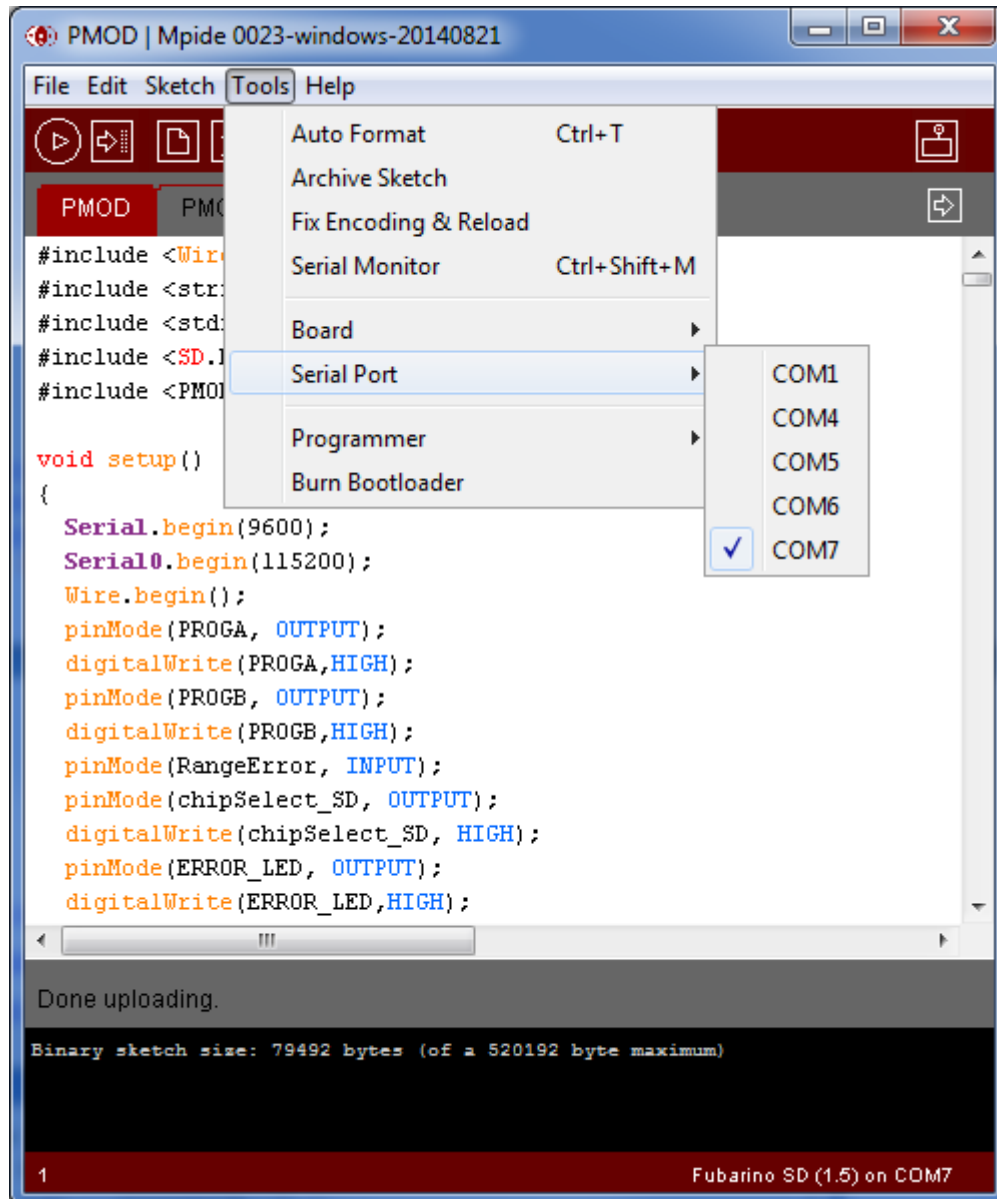 PMOD | Mpide 0023-windows-20140821
File Edit Sketch Tools Help
Auto Format Ctrl+T
Archive Sketch
Fix Encoding & Reload
Serial Monitor Ctrl+Shift+M
Board
Serial Port
Programmer
Burn Bootloader
COM1
COM4
COM5
COM6
COM7
PMOD
#include <Wir
#include <str
#include <std
#include <SD.
#include <PMO
void setup()
{
Serial.begin(9600);
Serial0.begin(115200);
Wire.begin();
pinMode(PROGA, OUTPUT);
digitalWrite(PROGA,HIGH);
pinMode(PROGB, OUTPUT);
digitalWrite(PROGB,HIGH);
pinMode(RangeError, INPUT);
pinMode(chipSelect_SD, OUTPUT);
digitalWrite(chipSelect_SD, HIGH);
pinMode(ERROR_LED, OUTPUT);
digitalWrite(ERROR_LED,HIGH);
Done uploading.
Binary sketch size: 79492 bytes (of a 520192 byte maximum)
1 Fubarino SD (1.5) on COM7